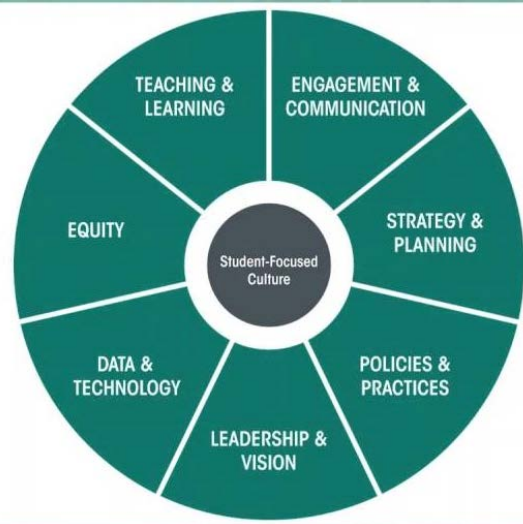 TEACHING &
LEARNING
ENGAGEMENT &
COMMUNICATION
EQUITY
STRATEGY &
PLANNING
Student-Focused
Culture
DATA &
TECHNOLOGY
POLICIES &
PRACTICES
LEADERSHIP &
VISION